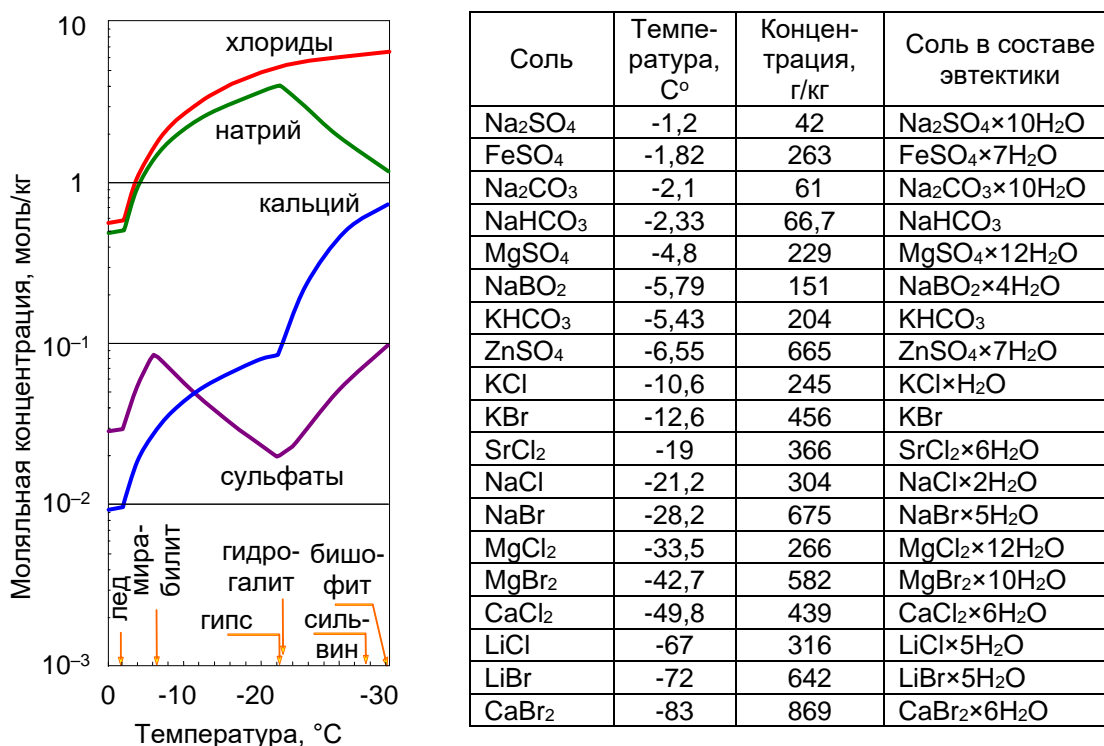 10
хлориды
натрий
1
кальций
10⁻¹
сульфаты
10⁻²
лед
мира-
билит
гидро-
галит
бишо-
фит
гипс
силь-
вин
10⁻³
0 -10 -20 -30
Температура, °C
Моляльная концентрация, моль/кг
Соль Темпе- Концен- Соль в составе
ратура, трация, эвтектики
Cᵒ г/кг
Na₂SO₄ -1,2 42 Na₂SO₄×10H₂O
FeSO₄ -1,82 263 FeSO₄×7H₂O
Na₂CO₃ -2,1 61 Na₂CO₃×10H₂O
NaHCO₃ -2,33 66,7 NaHCO₃
MgSO₄ -4,8 229 MgSO₄×12H₂O
NaBO₂ -5,79 151 NaBO₂×4H₂O
KHCO₃ -5,43 204 KHCO₃
ZnSO₄ -6,55 665 ZnSO₄×7H₂O
KCl -10,6 245 KCl×H₂O
KBr -12,6 456 KBr
SrCl₂ -19 366 SrCl₂×6H₂O
NaCl -21,2 304 NaCl×2H₂O
NaBr -28,2 675 NaBr×5H₂O
MgCl₂ -33,5 266 MgCl₂×12H₂O
MgBr₂ -42,7 582 MgBr₂×10H₂O
CaCl₂ -49,8 439 CaCl₂×6H₂O
LiCl -67 316 LiCl×5H₂O
LiBr -72 642 LiBr×5H₂O
CaBr₂ -83 869 CaBr₂×6H₂O